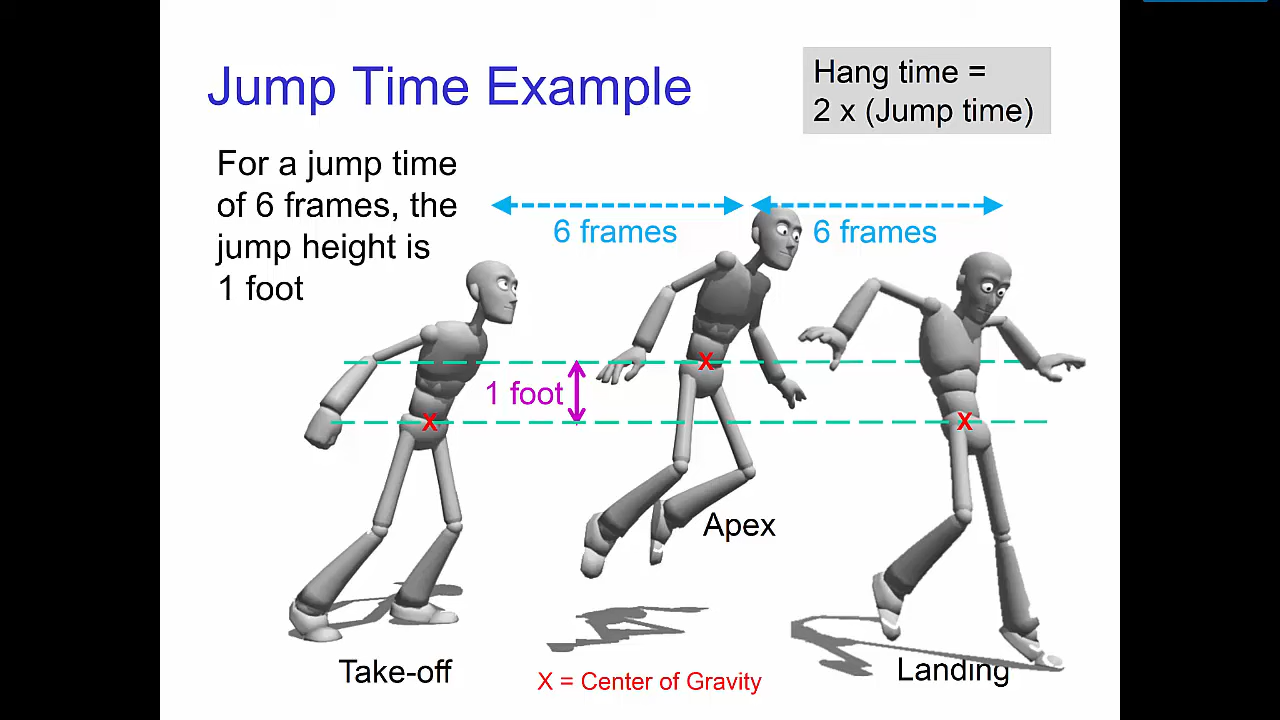 Jump Time Example
Hang time =
2 x (Jump time)
For a jump time
of 6 frames, the
jump height is
1 foot
6 frames
6 frames
X
1 foot
X
X
Apex
Take-off
X = Center of Gravity
Landing